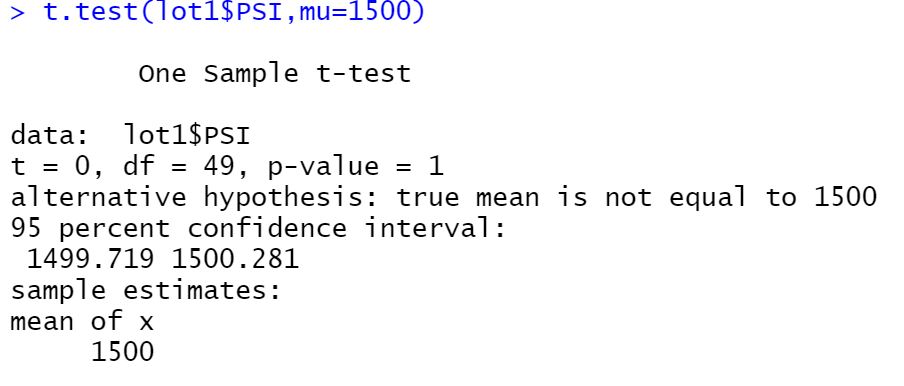 > t.test(lot1$PSI,mu=1500)
One Sample t-test
data:  lot1$PSI
t = 0, df = 49, p-value = 1
alternative hypothesis: true mean is not equal to 1500
95 percent confidence interval:
1499.719 1500.281
sample estimates:
mean of x
1500